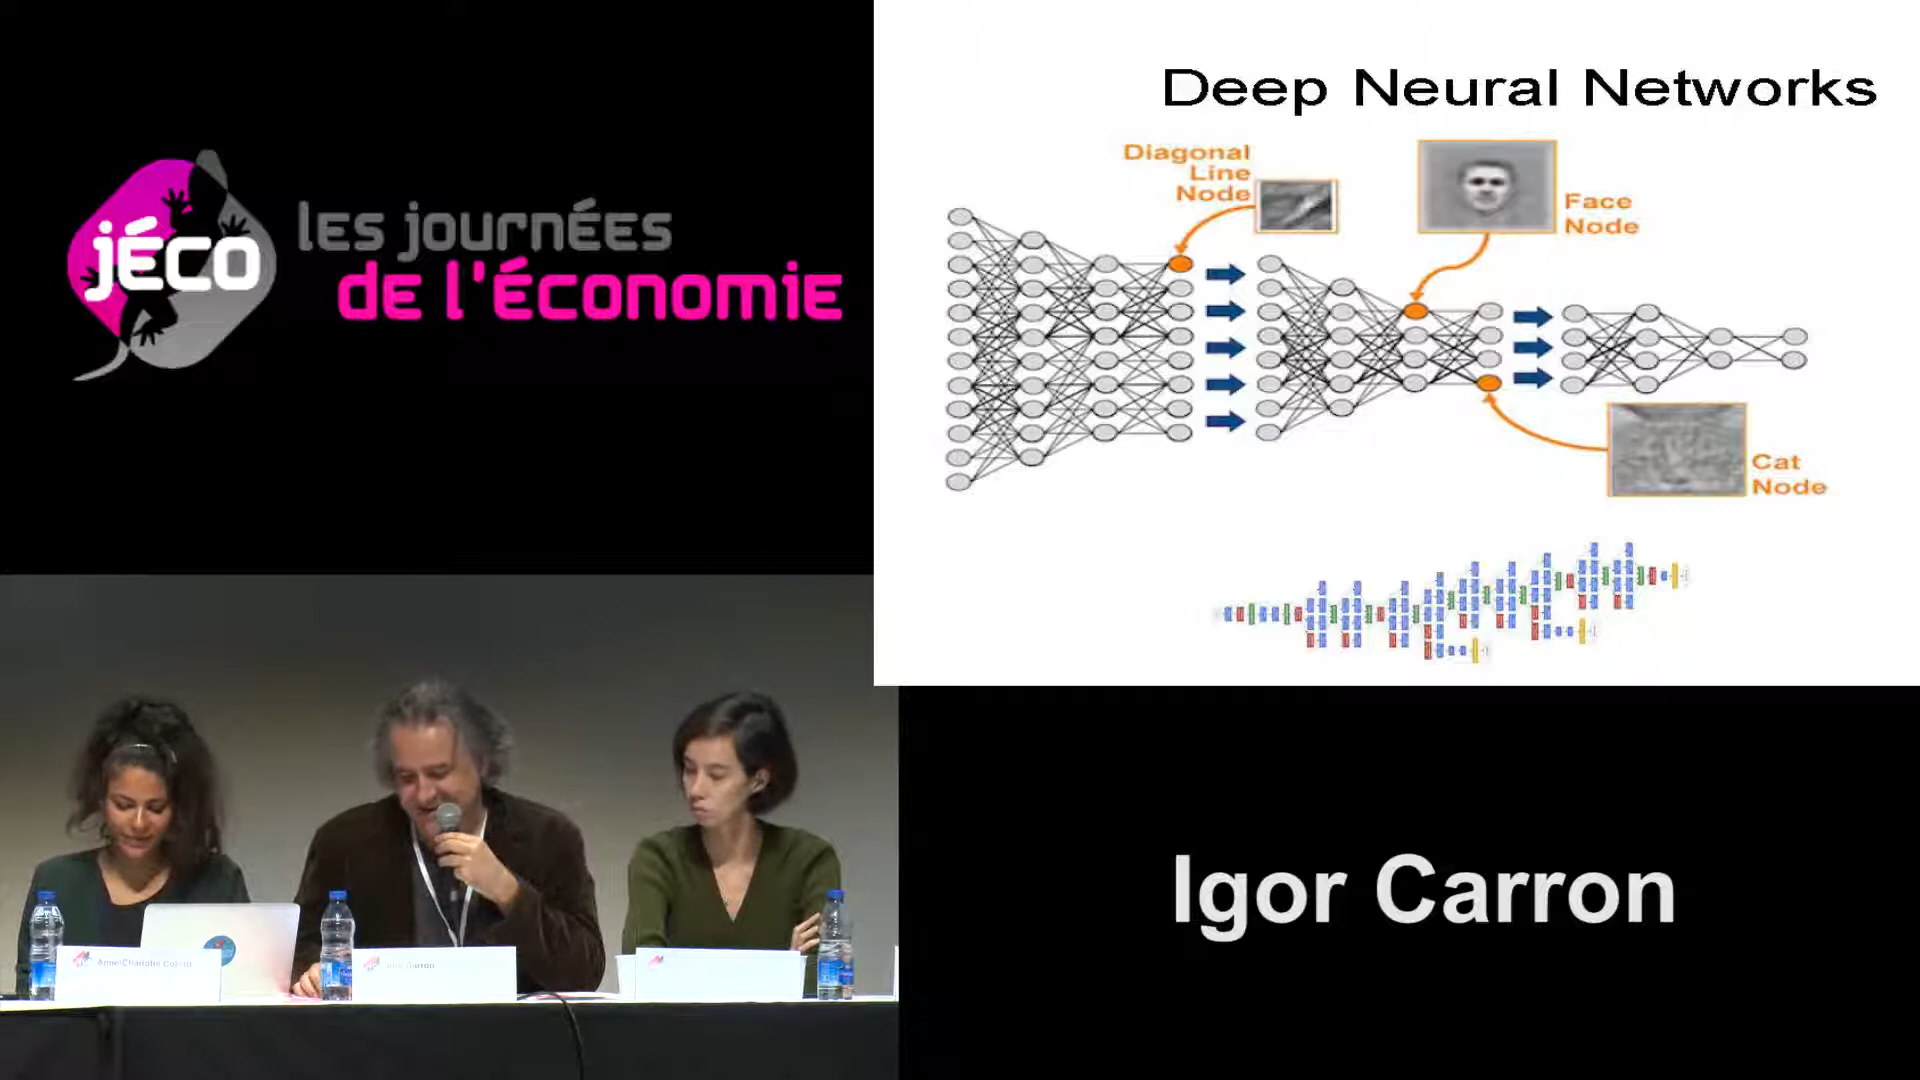 jéco
les journées
de l'économie
Deep Neural Networks
Diagonal
Line
Node
Face
Node
Cat
Node
Igor Carron